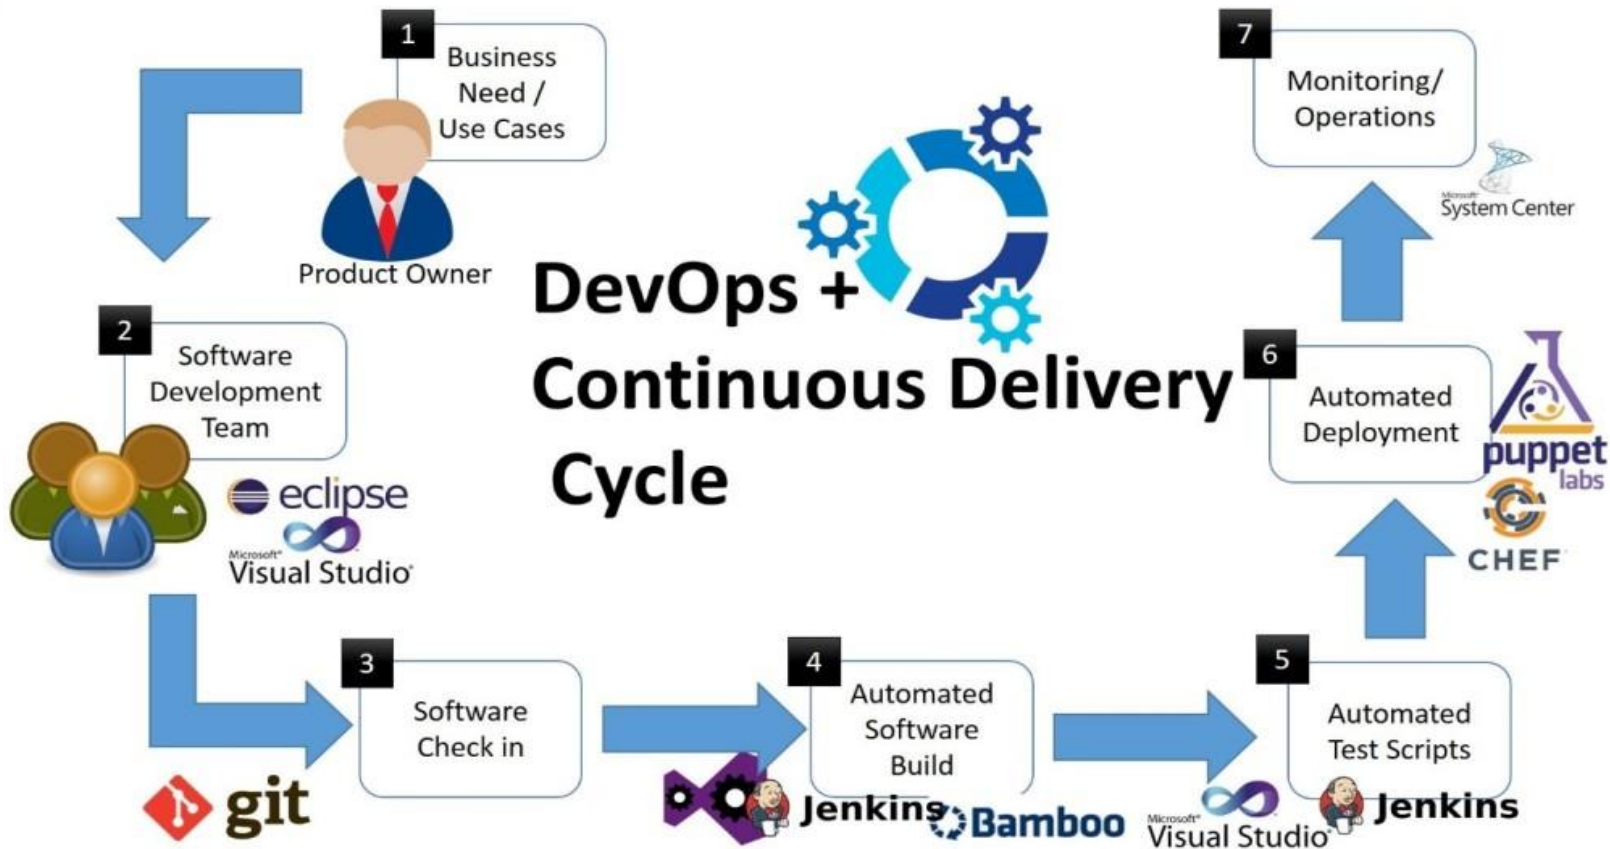 1
Business
Need /
Use Cases
Product Owner
2
Software
Development
Team
eclipse
Microsoft®
Visual Studio®
DevOps +
Continuous Delivery
Cycle
git
3
Software
Check in
4
Automated
Software
Build
Jenkins
Bamboo
5
Automated
Test Scripts
Microsoft®
Visual Studio®
Jenkins
6
Automated
Deployment
puppet
labs
CHEF
7
Monitoring/
Operations
Microsoft®
System Center